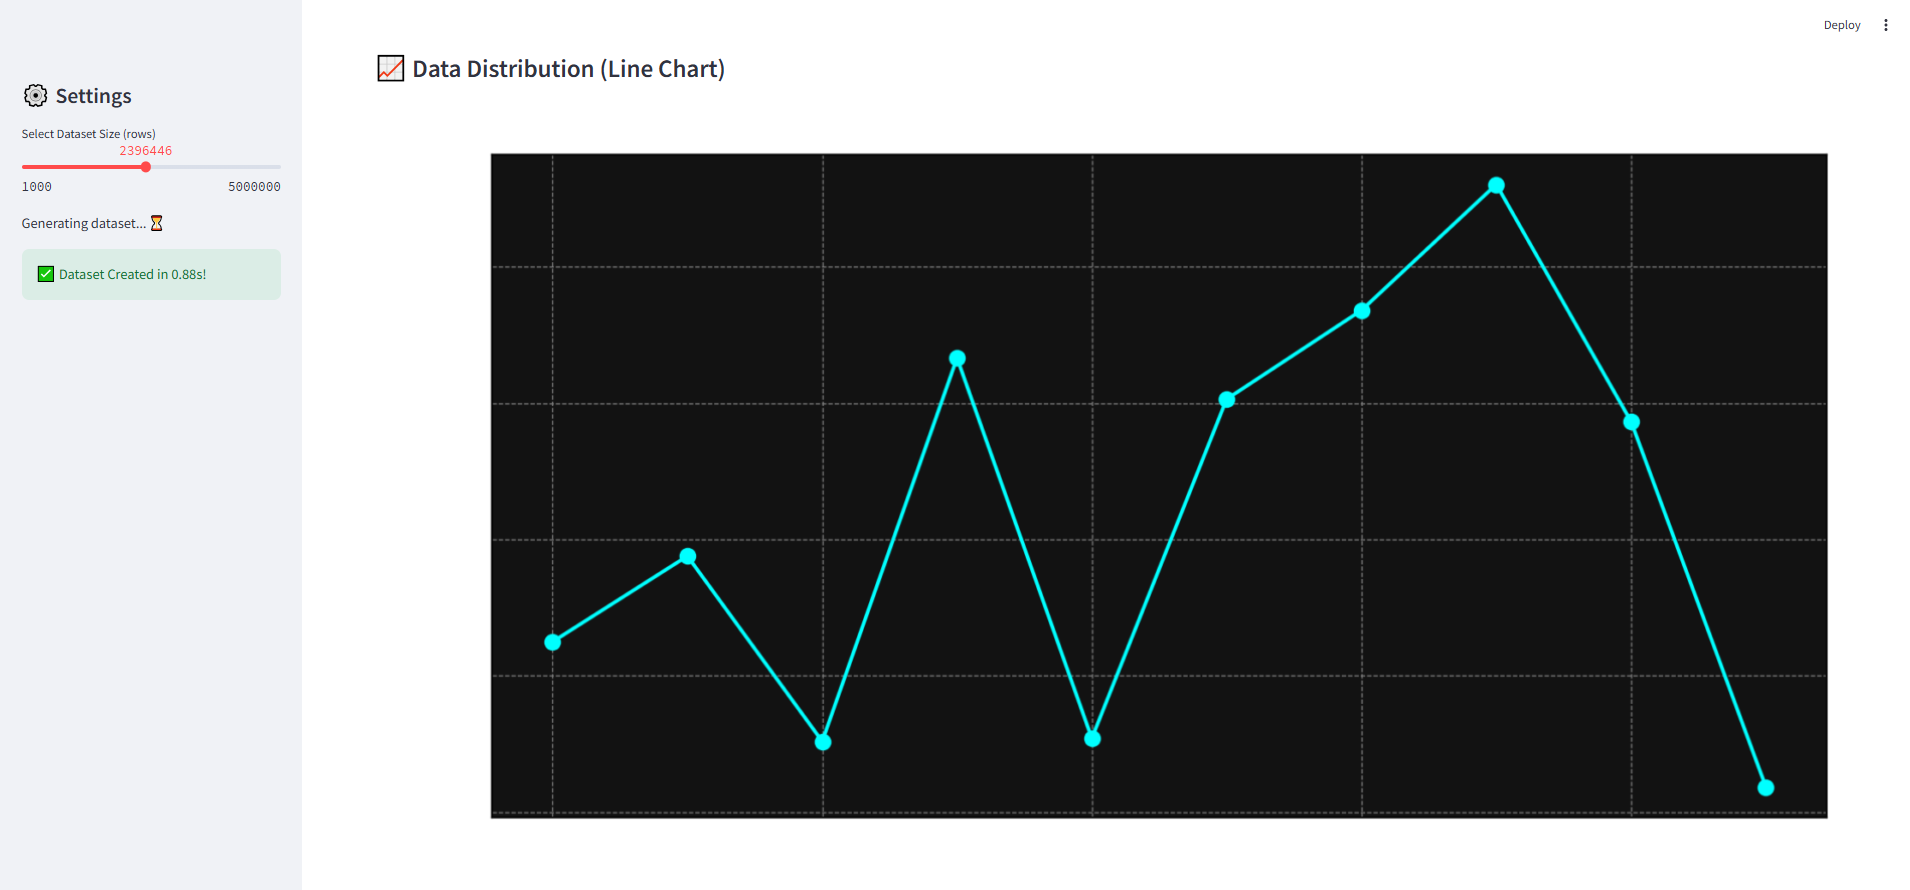 Deploy
Settings
Select Dataset Size (rows)
2396446
1000 5000000
Generating dataset... ⏳
✅ Dataset Created in 0.88s!
📈 Data Distribution (Line Chart)